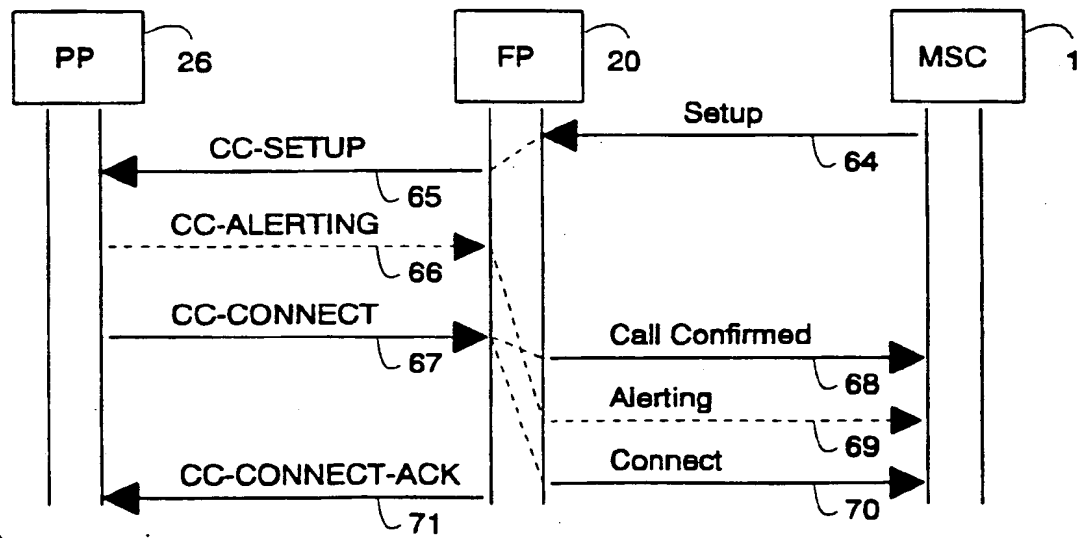 PP 26 FP 20 MSC 1
Setup
64
CC-SETUP
65
CC-ALERTING
66
CC-CONNECT
67
Call Confirmed
68
Alerting
69
Connect
70
CC-CONNECT-ACK
71